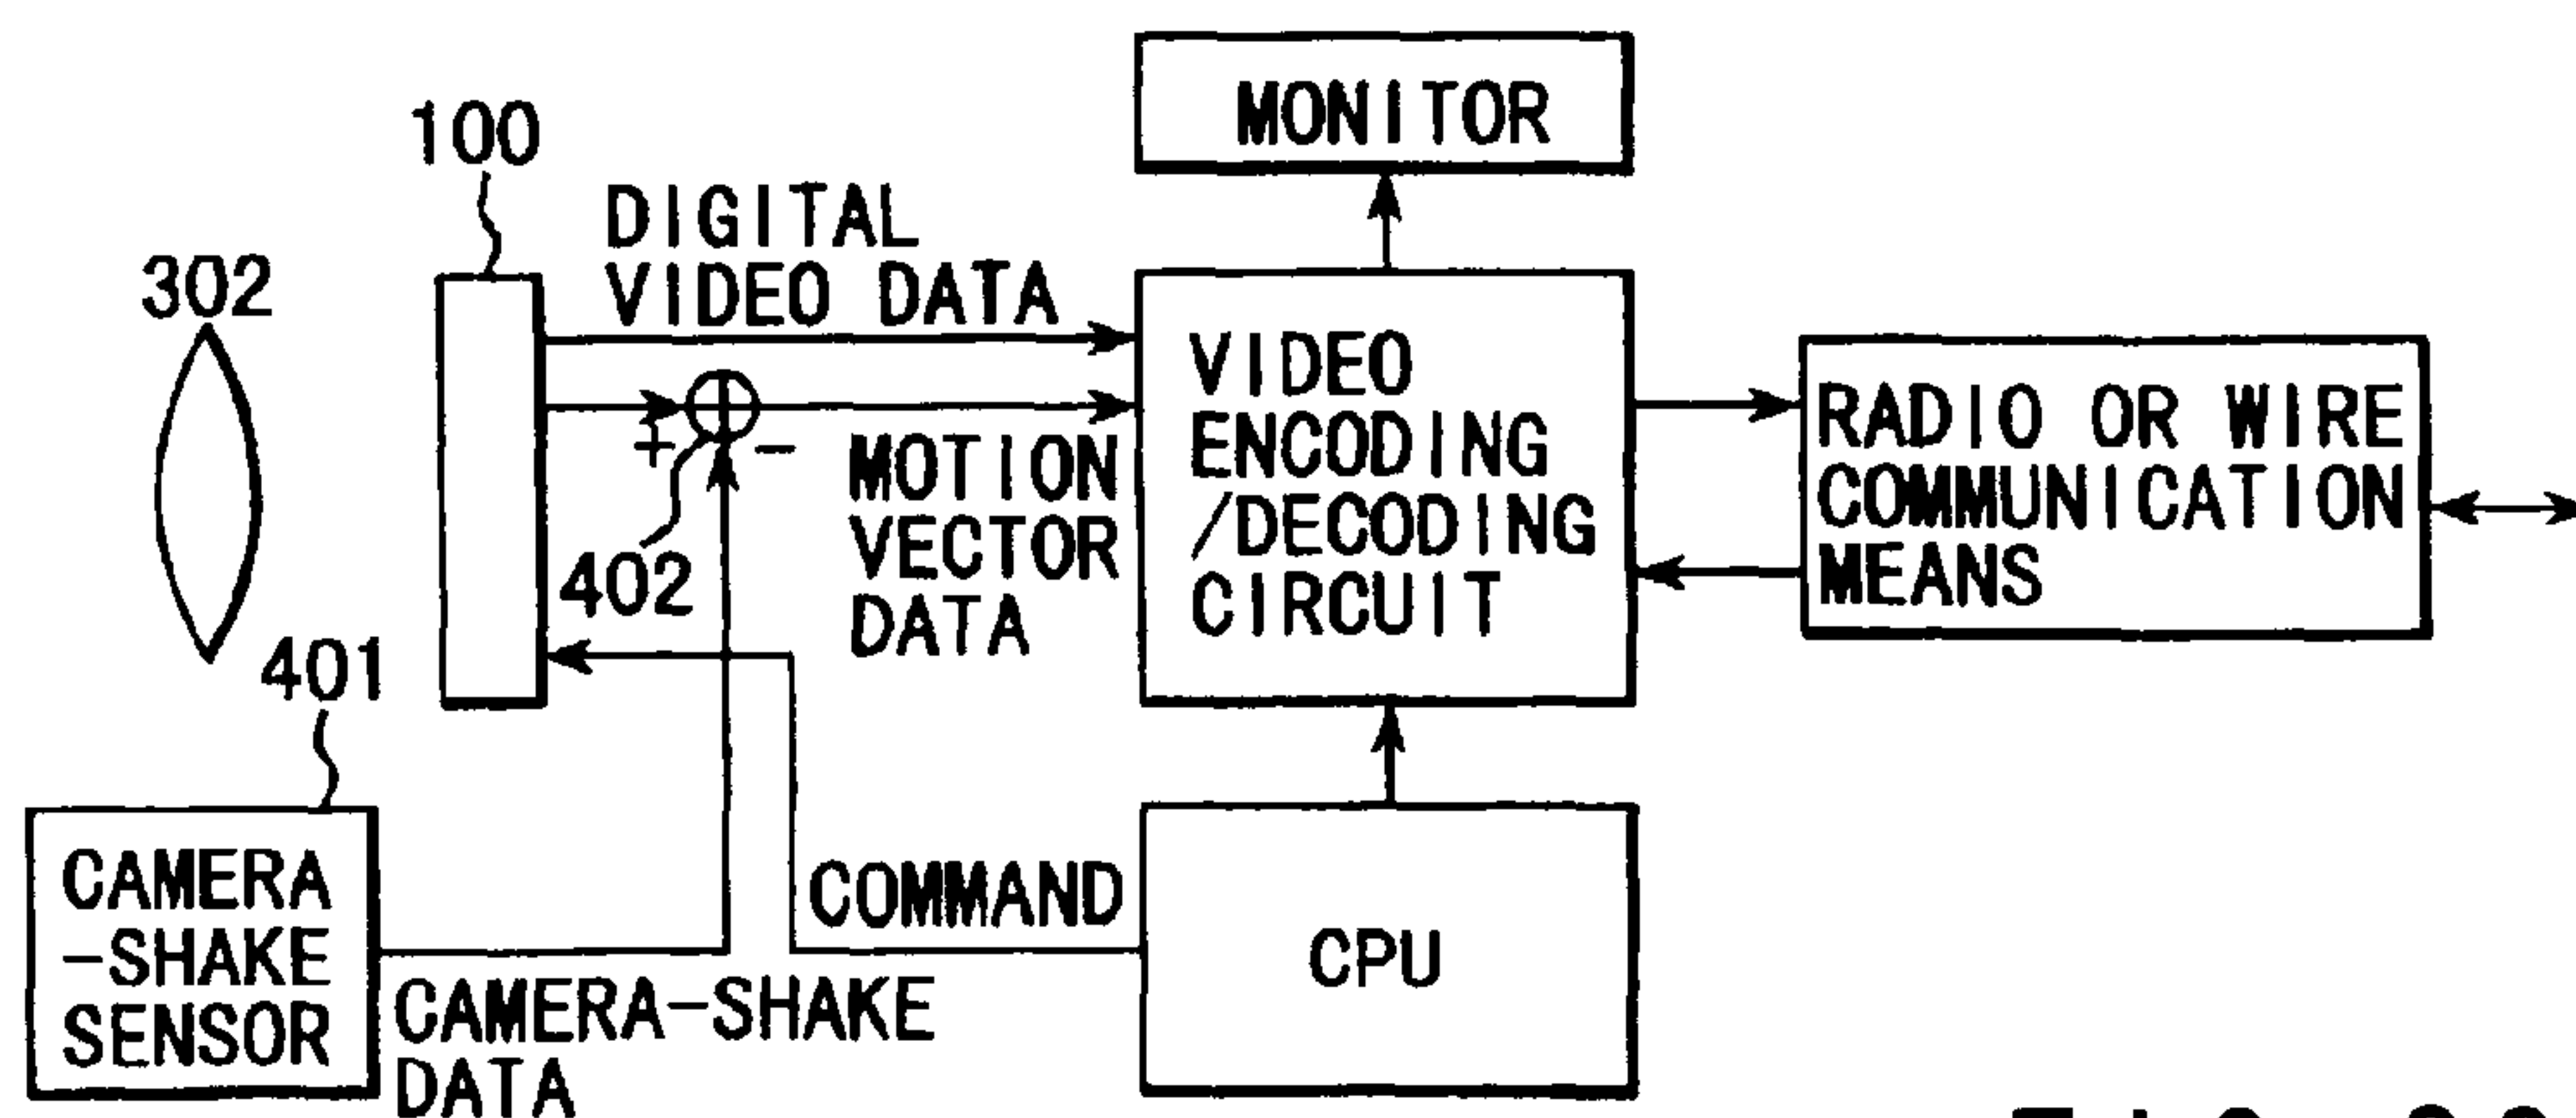 MONITOR
100
DIGITAL
VIDEO DATA
302
VIDEO
ENCODING
/DECODING
CIRCUIT
RADIO OR WIRE
COMMUNICATION
MEANS
+
-
MOTION
VECTOR
DATA
402
401
CAMERA
-SHAKE
SENSOR
COMMAND
CPU
CAMERA-SHAKE
DATA